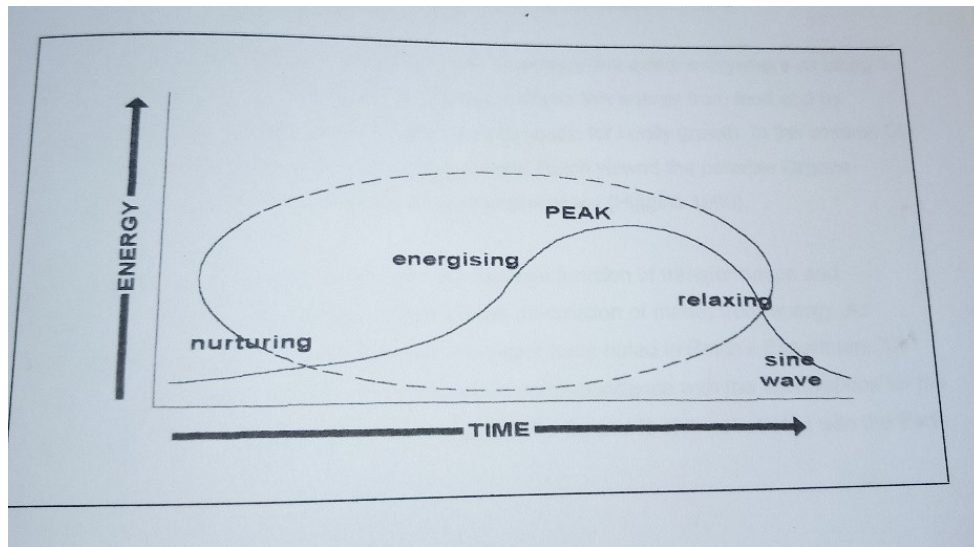 ENERGY
PEAK
energising
relaxing
nurturing
sine
wave
TIME